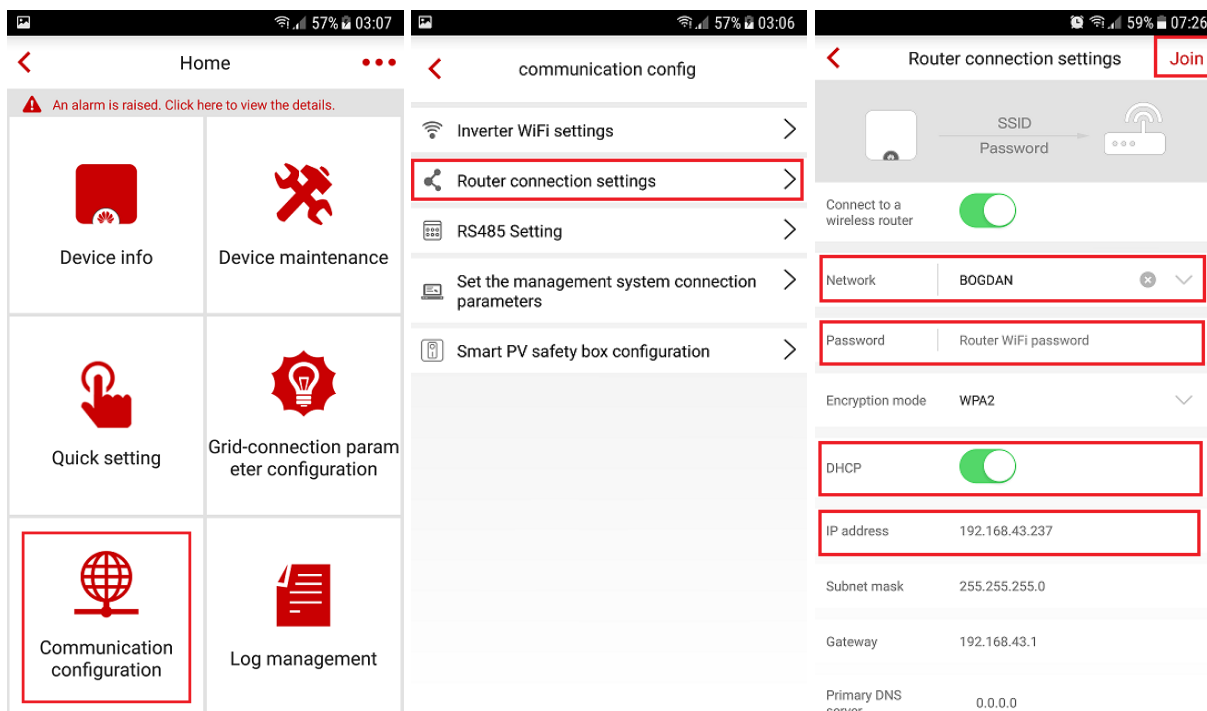 57% 03:07
Home
An alarm is raised. Click here to view the details.
Device info
Device maintenance
Quick setting
Grid-connection param
eter configuration
Communication
configuration
Log management
57% 03:06
communication config
Inverter WiFi settings
Router connection settings
RS485 Setting
Set the management system connection
parameters
Smart PV safety box configuration
59% 07:26
Router connection settings
Join
SSID
Password
Connect to a
wireless router
Network
BOGDAN
Password
Router WiFi password
Encryption mode
WPA2
DHCP
IP address
192.168.43.237
Subnet mask
255.255.255.0
Gateway
192.168.43.1
Primary DNS
server
0.0.0.0